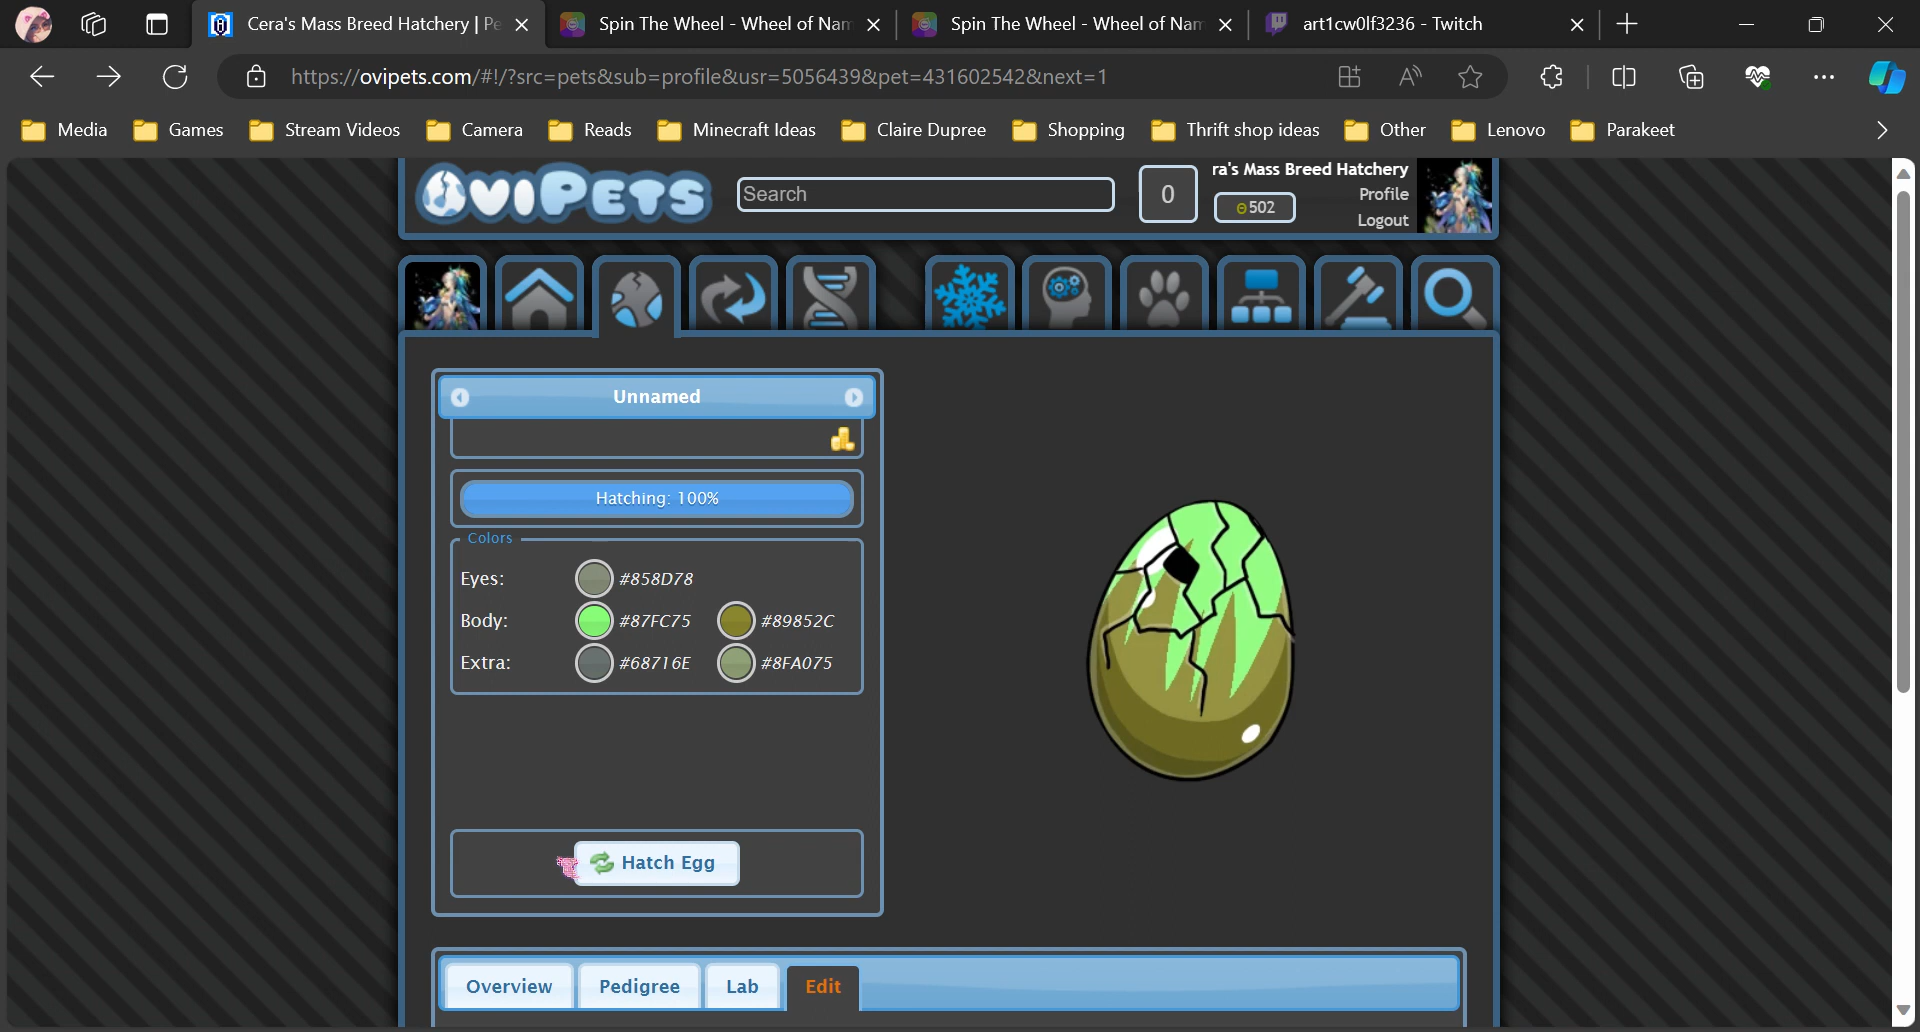 Cera's Mass Breed Hatchery | Pe
Spin The Wheel - Wheel of Nam
Spin The Wheel - Wheel of Nam
art1cw0lf3236 - Twitch
https://ovipets.com/#!/?src=pets&sub=profile&usr=5056439&pet=431602542&next=1
Media
Games
Stream Videos
Camera
Reads
Minecraft Ideas
Claire Dupree
Shopping
Thrift shop ideas
Other
Lenovo
Parakeet
OviPets
Search
0
ra's Mass Breed Hatchery
502
Profile
Logout
Unnamed
Hatching: 100%
Colors
Eyes: #858D78
Body: #87FC75 #89852C
Extra: #68716E #8FA075
Hatch Egg
Overview Pedigree Lab Edit